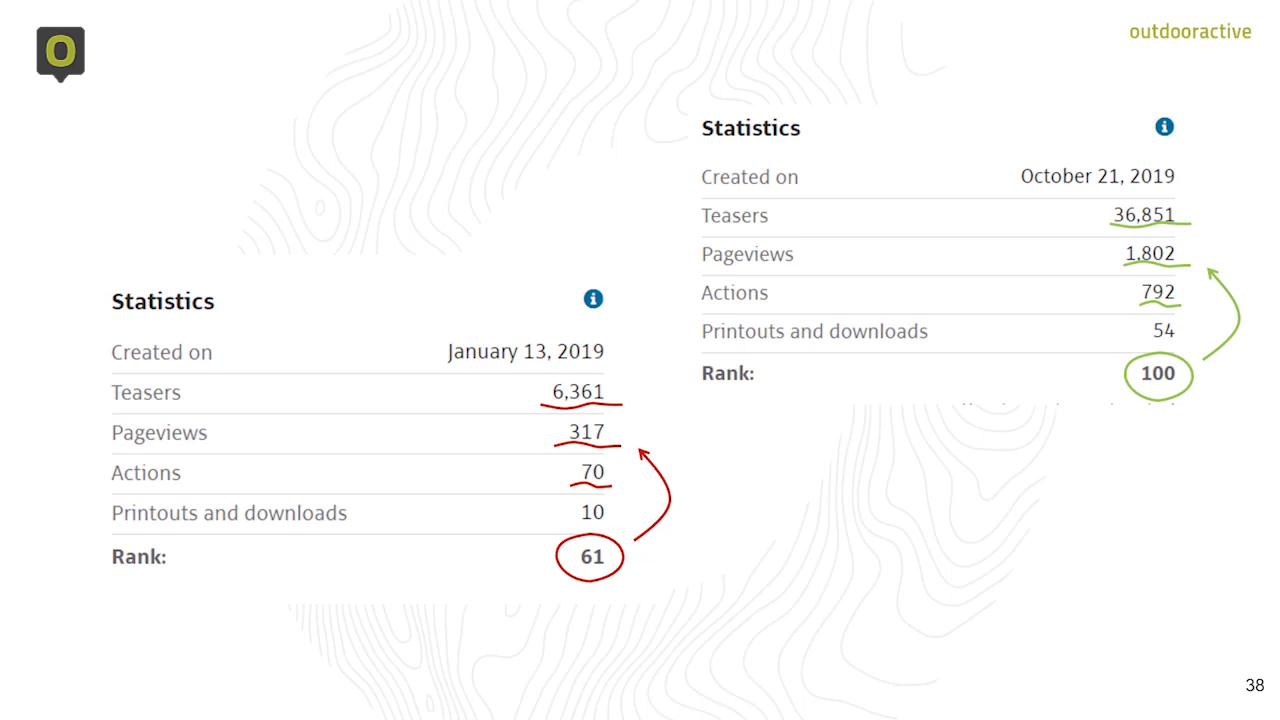 O
outdooractive
Statistics
Created on January 13, 2019
Teasers 6,361
Pageviews 317
Actions 70
Printouts and downloads 10
Rank: 61
Statistics
Created on October 21, 2019
Teasers 36,851
Pageviews 1,802
Actions 792
Printouts and downloads 54
Rank: 100
38